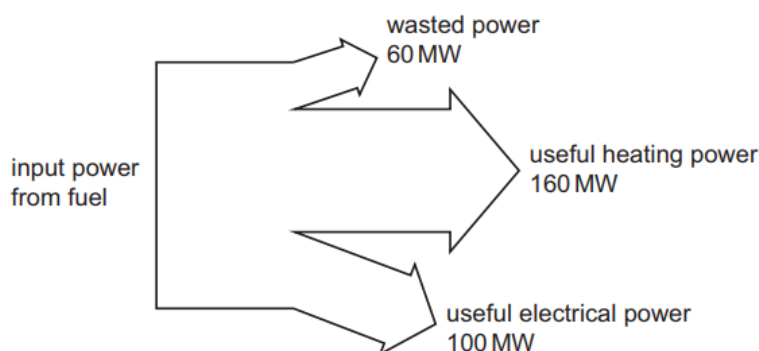 wasted power
60 MW
input power
from fuel
useful heating power
160 MW
useful electrical power
100 MW